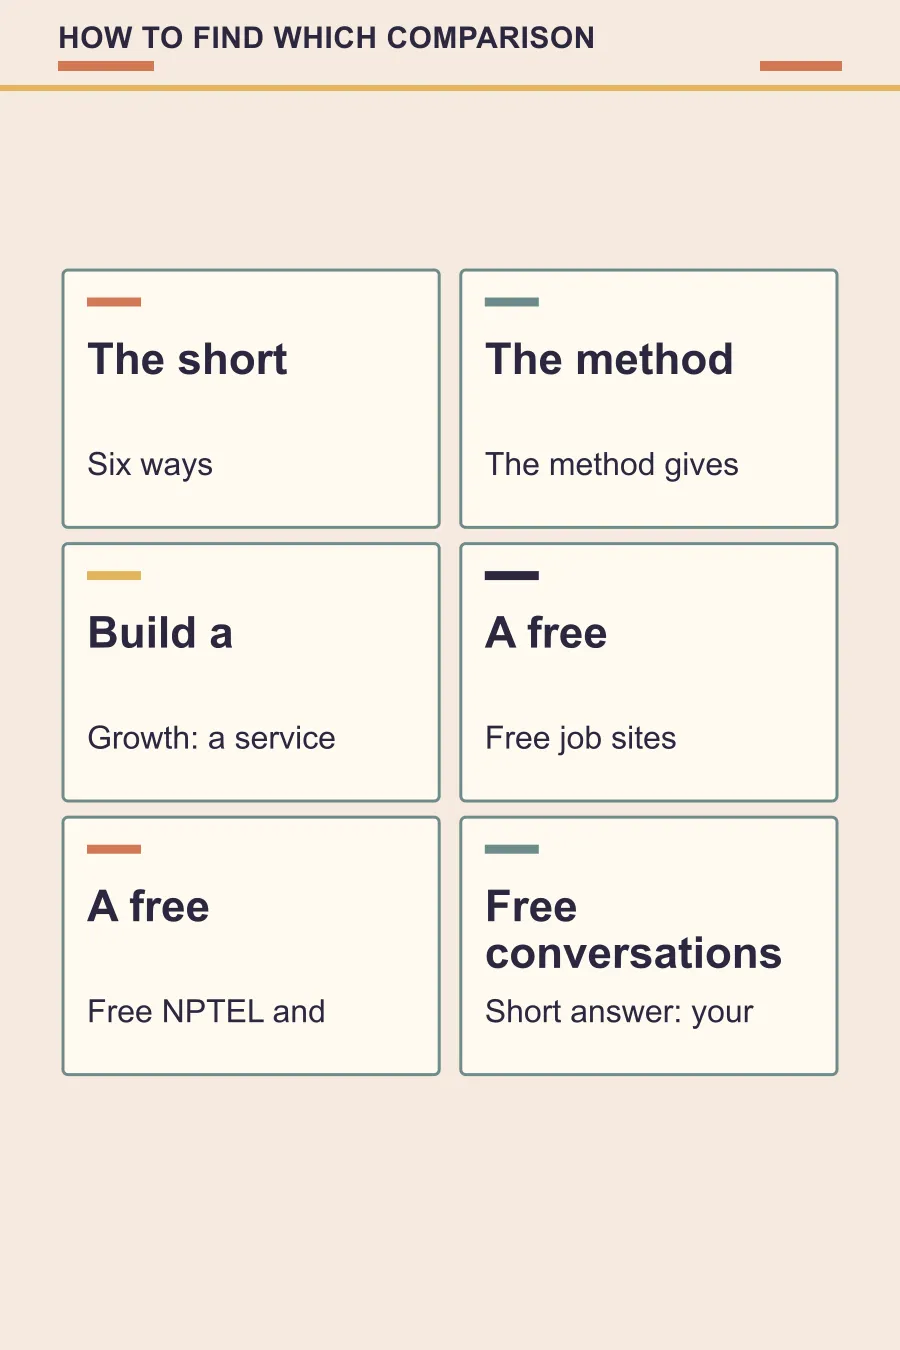 HOW TO FIND WHICH COMPARISON
The short
Six ways
The method
The method gives
Build a
Growth: a service
A free
Free job sites
A free
Free NPTEL and
Free
conversations
Short answer: your